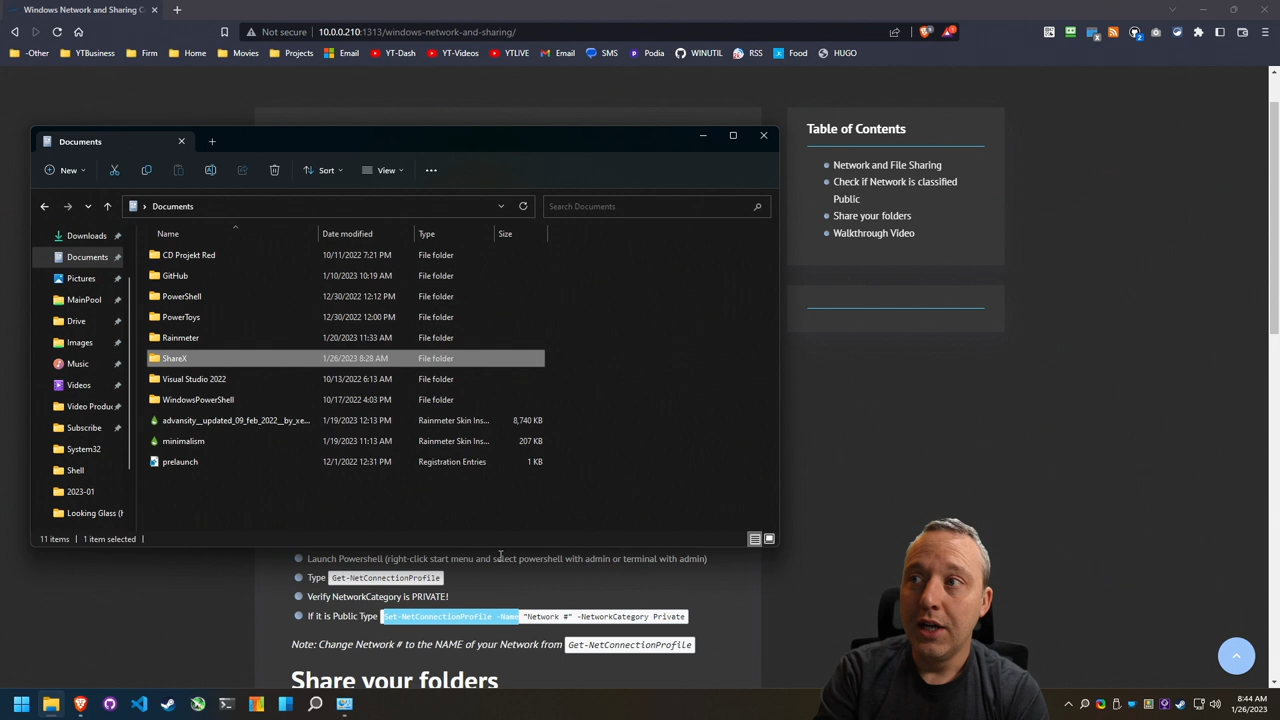 Windows Network and Sharing C
Not secure
10.0.0.210:1313/windows-network-and-sharing/
-Other
YTBusiness
Firm
Home
Movies
Projects
Email
YT-Dash
YT-Videos
YTLIVE
Email
SMS
Podia
WINUTIL
RSS
Food
HUGO
Table of Contents
Network and File Sharing
Check if Network is classified
Public
Share your folders
Walkthrough Video
Documents
New
Sort
View
Documents
Search Documents
Name
Date modified
Type
Size
Downloads
Documents
Pictures
MainPool
Drive
Images
Music
Videos
Video Produc
Subscribe
System32
Shell
2023-01
Looking Glass (H
CD Projekt Red 10/11/2022 7:21 PM File folder
GitHub 1/10/2023 10:19 AM File folder
PowerShell 12/30/2022 12:12 PM File folder
PowerToys 12/30/2022 12:00 PM File folder
Rainmeter 1/20/2023 11:33 AM File folder
ShareX 1/26/2023 8:28 AM File folder
Visual Studio 2022 10/13/2022 6:13 AM File folder
WindowsPowerShell 10/17/2022 4:03 PM File folder
advansity__updated_09_feb_2022__by_xe... 1/19/2023 12:13 PM Rainmeter Skin Ins... 8,740 KB
minimalism 1/19/2023 11:13 AM Rainmeter Skin Ins... 207 KB
prelaunch 12/1/2022 12:31 PM Registration Entries 1 KB
11 items
1 item selected
Launch Powershell (right-click start menu and select powershell with admin or terminal with admin)
Type Get-NetConnectionProfile
Verify NetworkCategory is PRIVATE!
If it is Public Type Set-NetConnectionProfile -Name "Network #" -NetworkCategory Private
Note: Change Network # to the NAME of your Network from Get-NetConnectionProfile
Share your folders
8:44 AM
1/26/2023